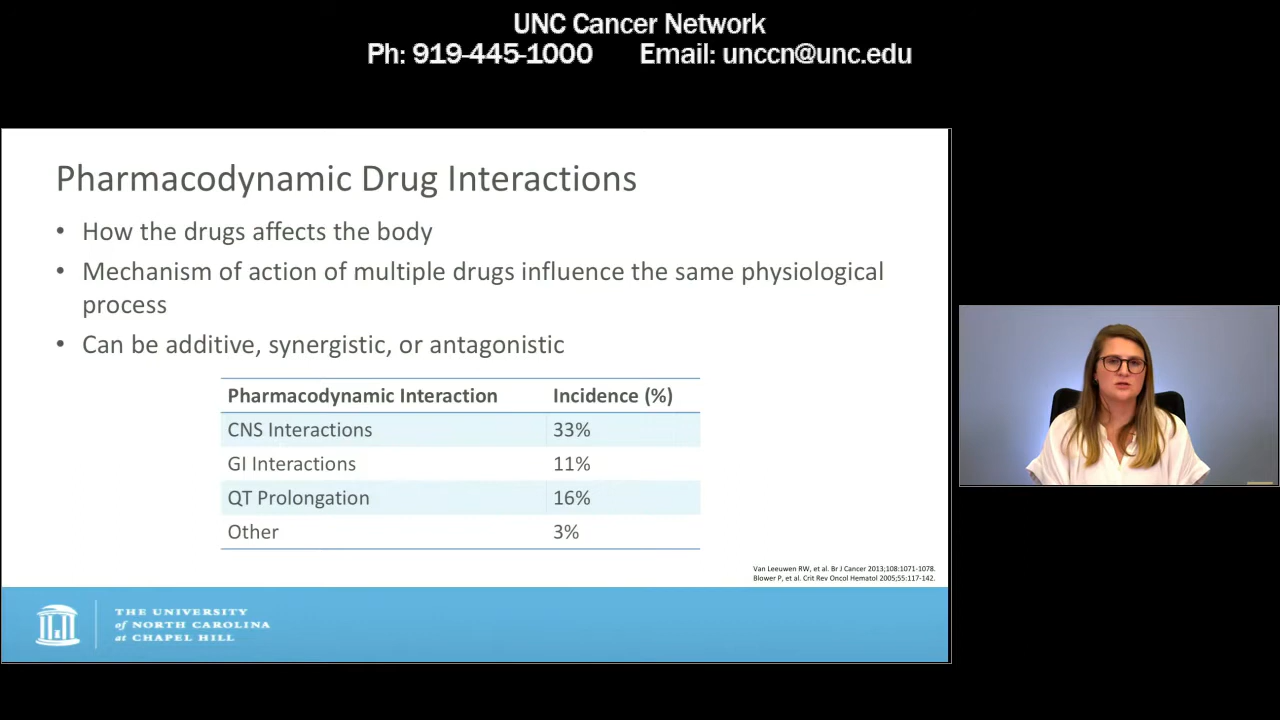 UNC Cancer Network
Ph: 919-445-1000 Email: unccn@unc.edu
Pharmacodynamic Drug Interactions
• How the drugs affects the body
• Mechanism of action of multiple drugs influence the same physiological
process
• Can be additive, synergistic, or antagonistic
Pharmacodynamic Interaction Incidence (%)
CNS Interactions 33%
GI Interactions 11%
QT Prolongation 16%
Other 3%
Van Leeuwen RW, et al. Br J Cancer 2013;108:1071-1078.
Blower P, et al. Crit Rev Oncol Hematol 2005;55:117-142.
THE UNIVERSITY
of NORTH CAROLINA
at CHAPEL HILL